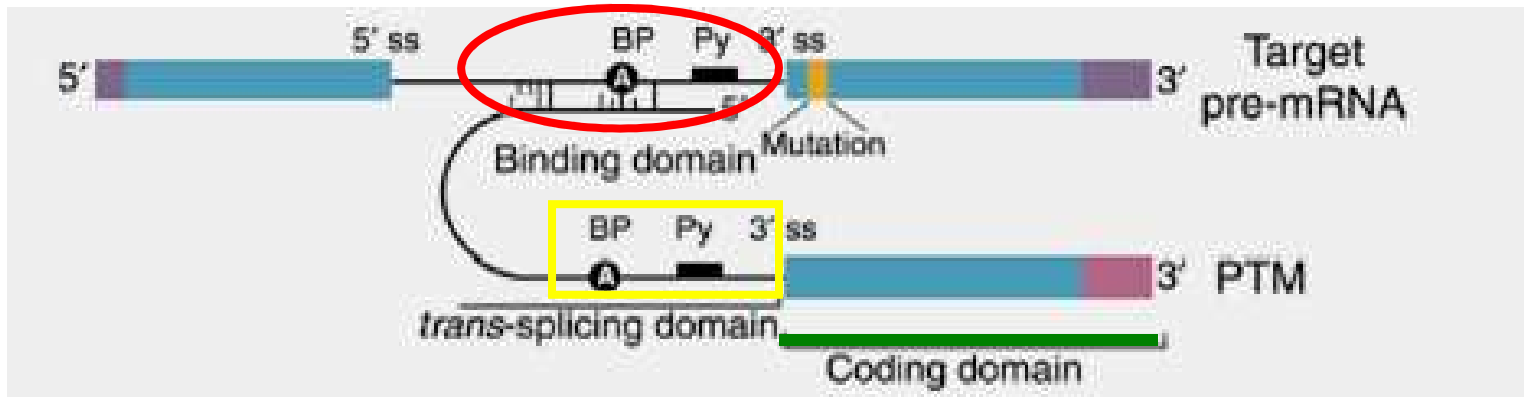 5′ ss BP Py 3′ ss
5′ A 3′ Target
pre-mRNA
5′
Mutation
Binding domain
BP Py 3′ ss
A 3′ PTM
trans-splicing domain
Coding domain